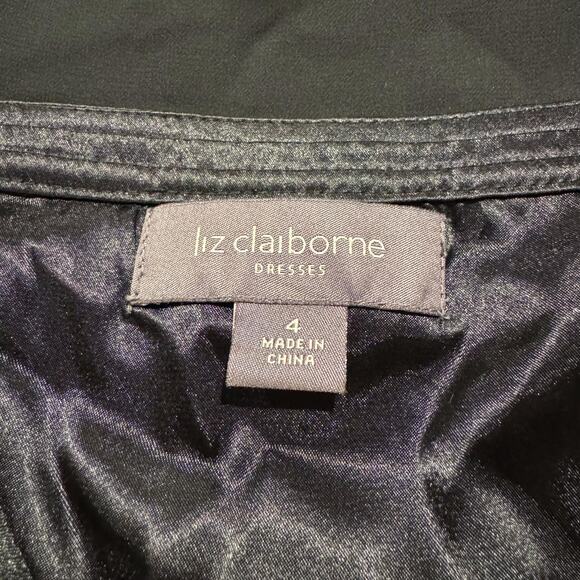 liz claiborne
DRESSES
4
MADE IN
CHINA